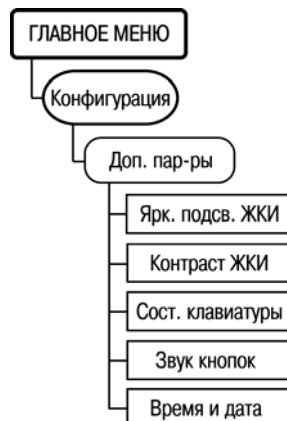 ГЛАВНОЕ МЕНЮ
Конфигурация
Доп. пар-ры
Ярк. подсв. ЖКИ
Контраст ЖКИ
Сост. клавиатуры
Звук кнопок
Время и дата